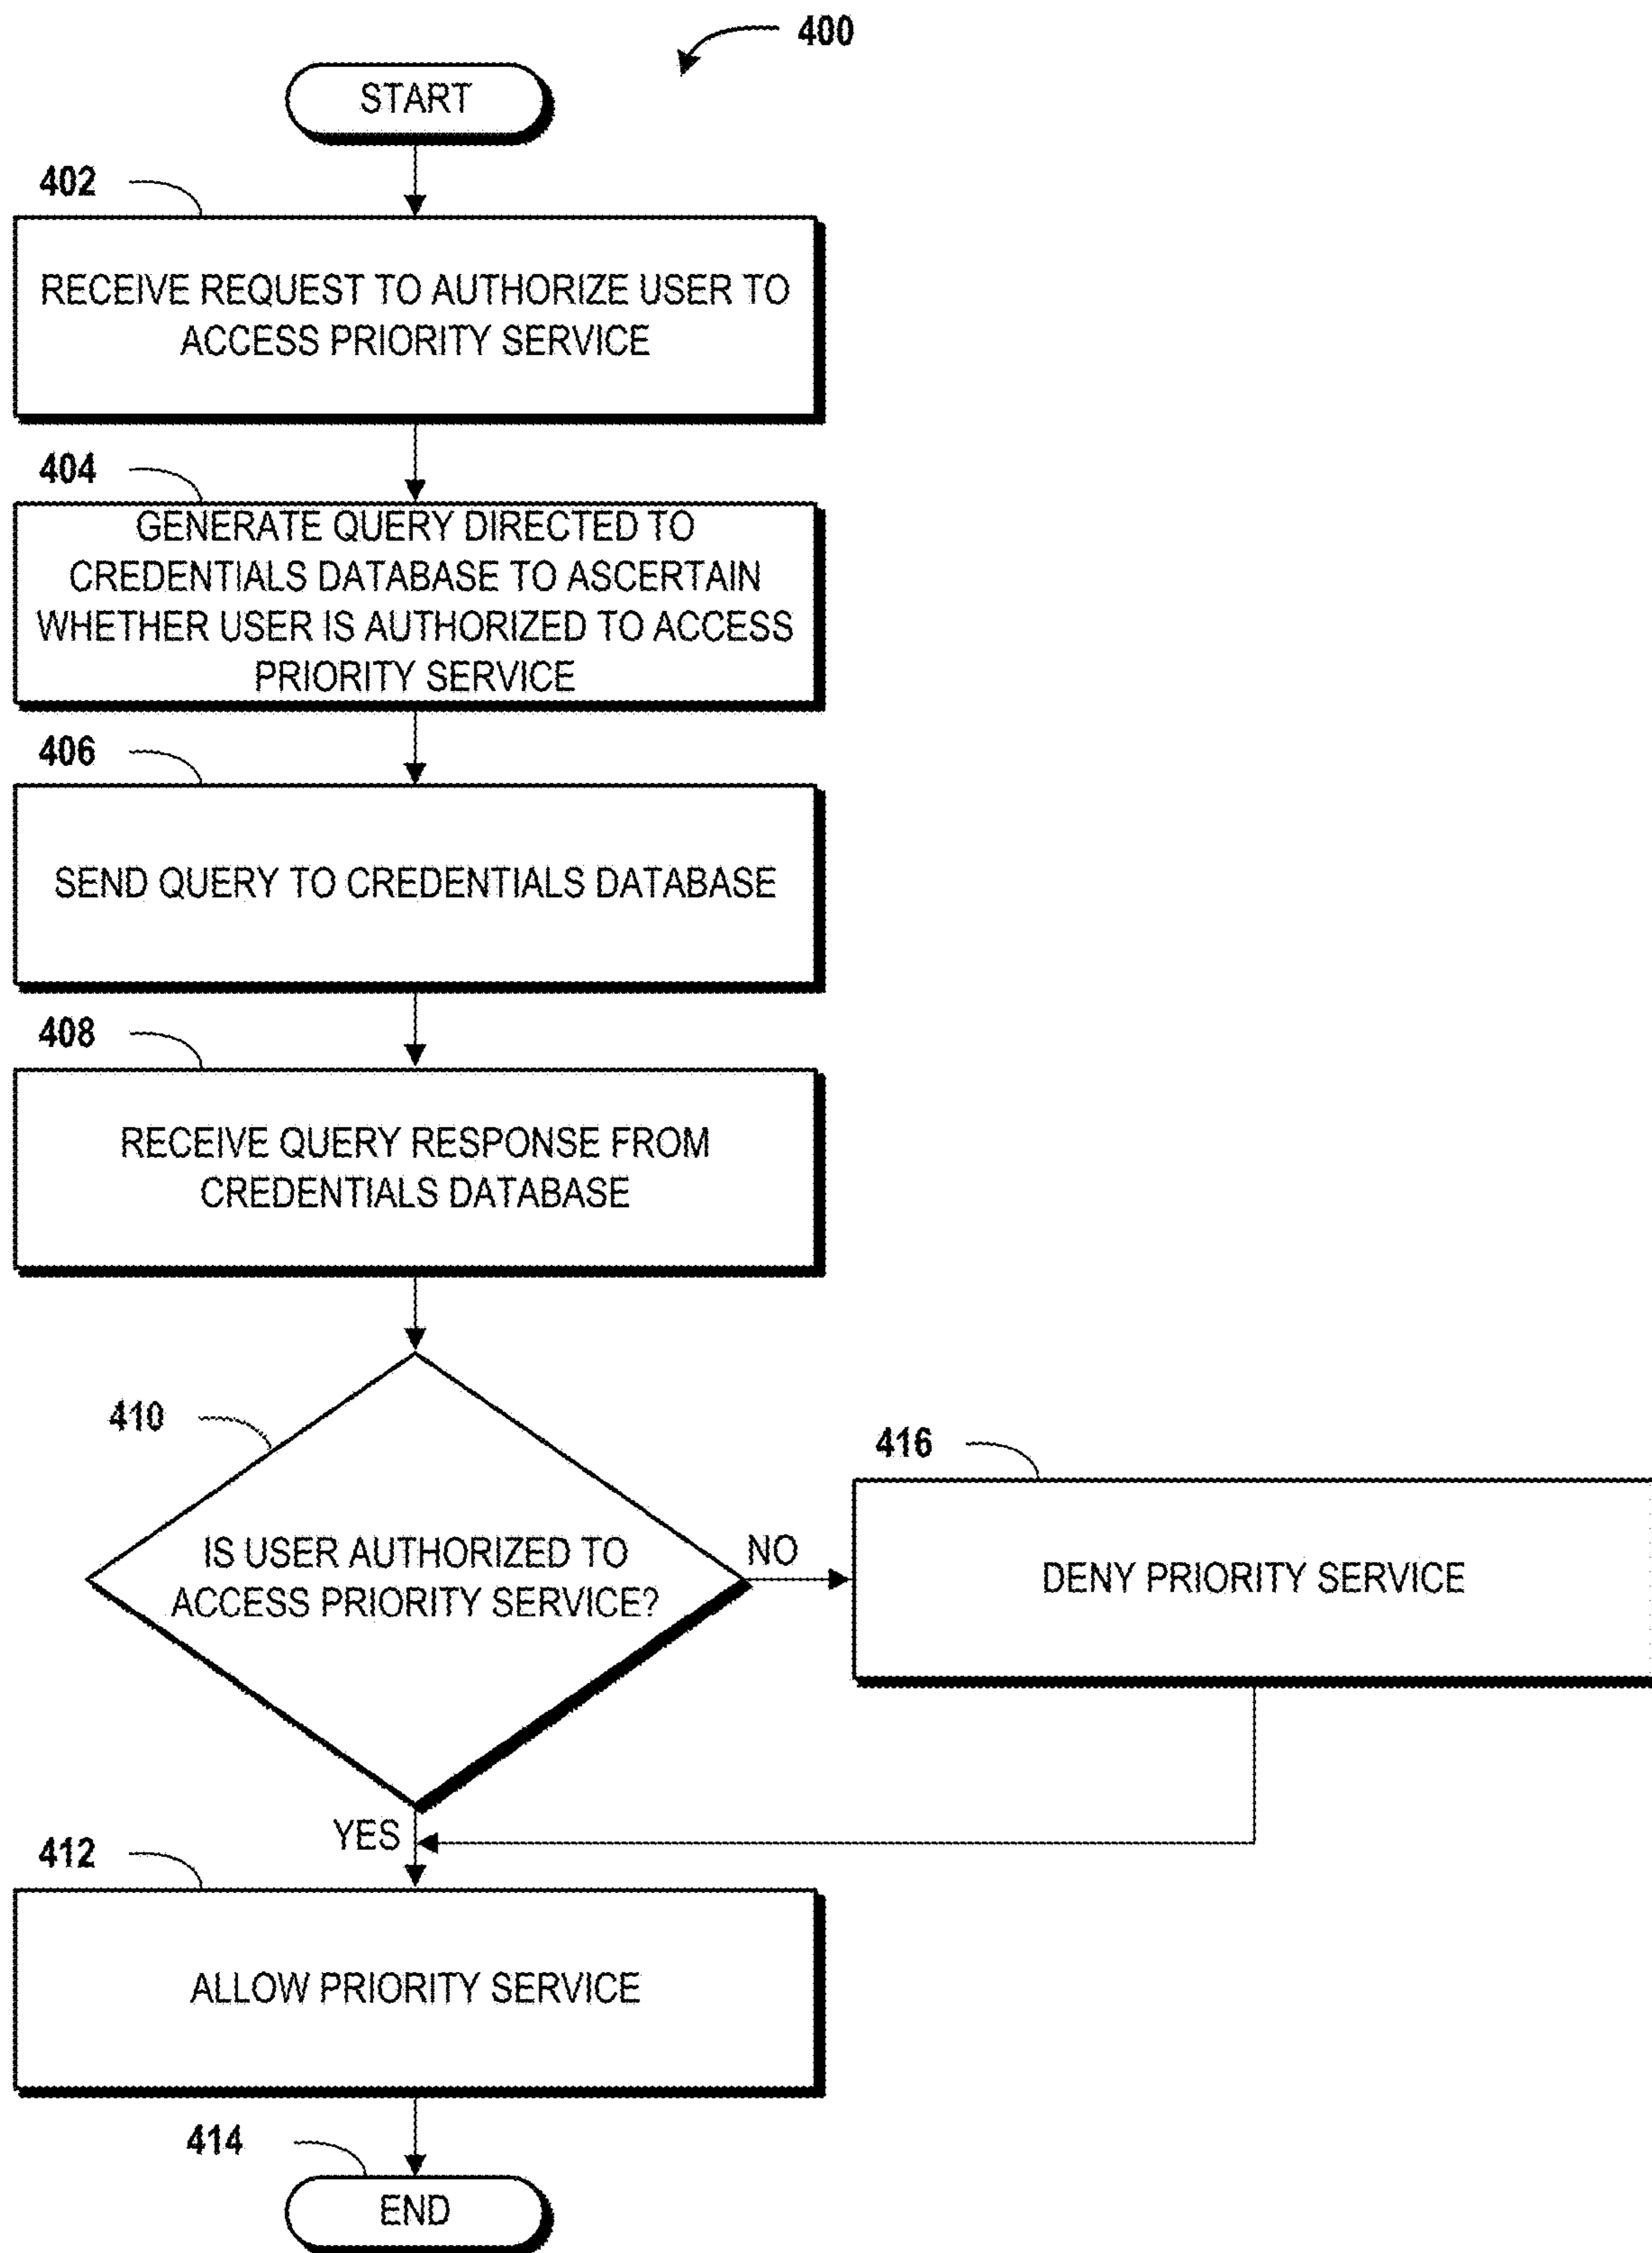 400
START
402
RECEIVE REQUEST TO AUTHORIZE USER TO
ACCESS PRIORITY SERVICE
404
GENERATE QUERY DIRECTED TO
CREDENTIALS DATABASE TO ASCERTAIN
WHETHER USER IS AUTHORIZED TO ACCESS
PRIORITY SERVICE
406
SEND QUERY TO CREDENTIALS DATABASE
408
RECEIVE QUERY RESPONSE FROM
CREDENTIALS DATABASE
410
IS USER AUTHORIZED TO
ACCESS PRIORITY SERVICE?
NO
416
DENY PRIORITY SERVICE
YES
412
ALLOW PRIORITY SERVICE
414
END